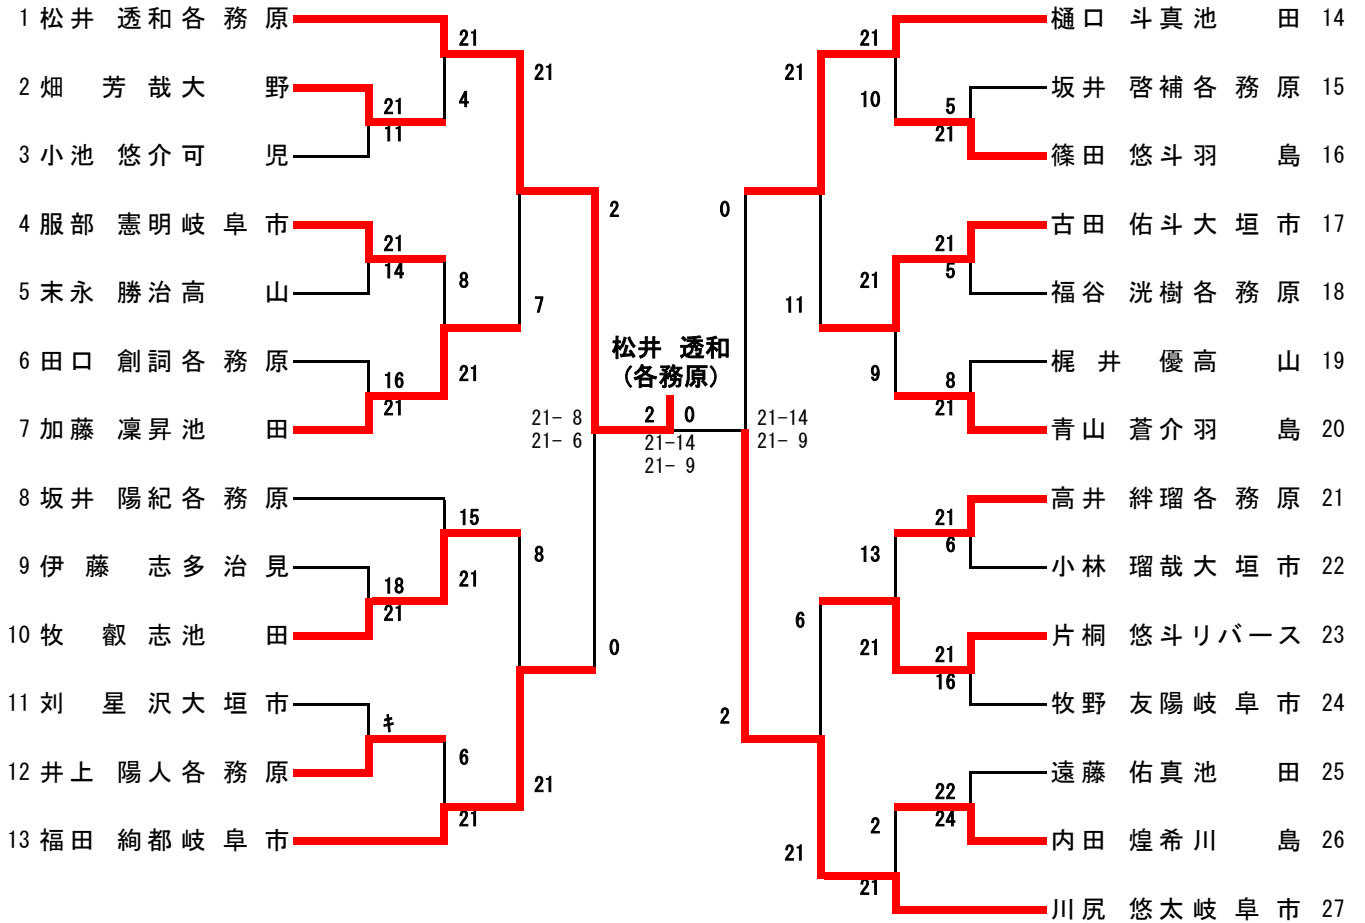 1 松井 透和 各務原
2 畑 芳哉 大野
3 小池 悠介 可児
4 服部 憲明 岐阜市
5 末永 勝治 高山
6 田口 創詞 各務原
7 加藤 凜昇 池田
8 坂井 陽紀 各務原
9 伊藤 志 多治見
10 牧 叡志 池田
11 刘 星沢 大垣市
12 井上 陽人 各務原
13 福田 絢都 岐阜市
21
4
21
11
21
14
8
21
16
21
21
7
15
21
18
21
キ
6
21
8
21
2
0
21- 8
21- 6
松井 透和
(各務原)
2 0
21-14
21- 9
21-14
21- 9
0
2
21
11
6
21
21
10
5
21
21
9
21
5
8
21
13
21
21
6
21
16
2
21
22
24
樋口 斗真 池田 14
坂井 啓補 各務原 15
篠田 悠斗 羽島 16
古田 佑斗 大垣市 17
福谷 洸樹 各務原 18
梶井 優 高山 19
青山 蒼介 羽島 20
高井 絆瑠 各務原 21
小林 瑠哉 大垣市 22
片桐 悠斗 リバース 23
牧野 友陽 岐阜市 24
遠藤 佑真 池田 25
内田 煌希 川島 26
川尻 悠太 岐阜市 27